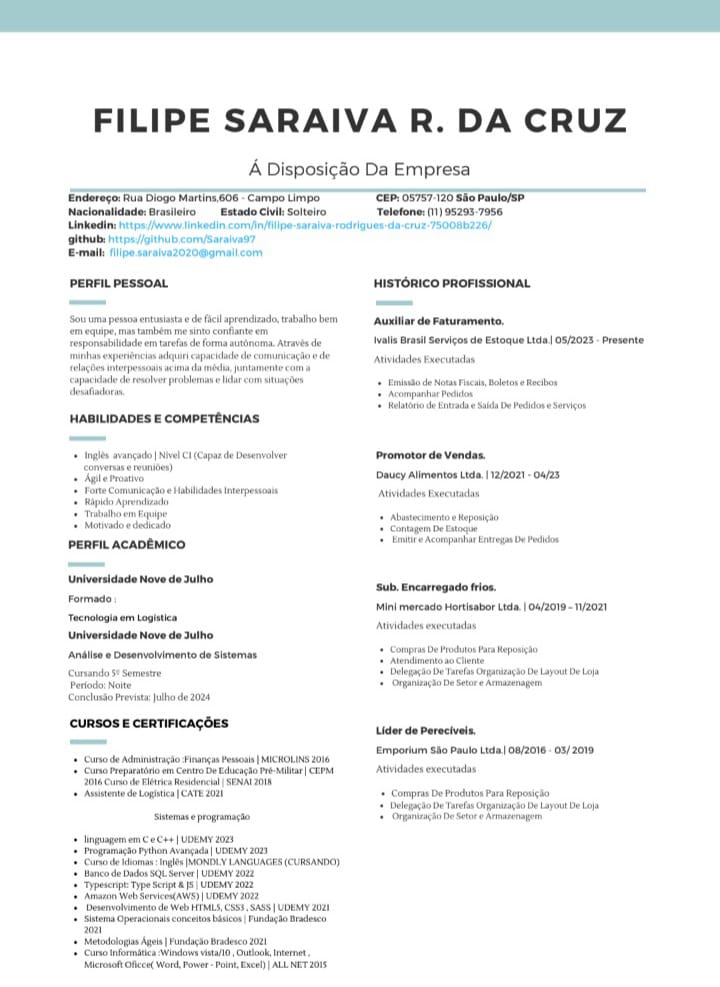 FILIPE SARAIVA R. DA CRUZ
Á Disposição Da Empresa
Endereço: Rua Diogo Martins,606 - Campo Limpo
CEP: 05757-120 São Paulo/SP
Nacionalidade: Brasileiro Estado Civil: Solteiro
Telefone: (11) 95293-7956
Linkedin: https://www.linkedin.com/in/filipe-saraiva-rodrigues-da-cruz-75008b226/
github: https://github.com/Saraiva97
E-mail: filipe.saraiva2020@gmail.com
PERFIL PESSOAL
Sou uma pessoa entusiasta e de fácil aprendizado, trabalho bem
em equipe, mas também me sinto confiante em
responsabilidade em tarefas de forma autônoma. Através de
minhas experiências adquiri capacidade de comunicação e de
relações interpessoais acima da média, juntamente com a
capacidade de resolver problemas e lidar com situações
desafiadoras.
HABILIDADES E COMPETÊNCIAS
• Inglês avançado | Nivel C1 (Capaz de Desenvolver
conversas e reuniões)
• Ágil e Proativo
• Forte Comunicação e Habilidades Interpessoais
• Rápido Aprendizado
• Trabalho em Equipe
• Motivado e dedicado
PERFIL ACADÊMICO
Universidade Nove de Julho
Formado :
Tecnologia em Logistica
Universidade Nove de Julho
Análise e Desenvolvimento de Sistemas
Cursando 5º Semestre
Período: Noite
Conclusão Prevista: Julho de 2024
CURSOS E CERTIFICAÇÕES
• Curso de Administração :Finanças Pessoais | MICROLINS 2016
• Curso Preparatório em Centro De Educação Pré-Militar | CEPM
2016 Curso de Elétrica Residencial | SENAI 2018
• Assistente de Logística | CATE 2021
Sistemas e programação
• linguagem em C e C++ | UDEMY 2023
• Programação Python Avançada | UDEMY 2023
• Curso de Idiomas : Inglês |MONDLY LANGUAGES (CURSANDO)
• Banco de Dados SQL Server | UDEMY 2022
• Typescript: Type Script & JS | UDEMY 2022
• Amazon Web Services(AWS) | UDEMY 2022
• Desenvolvimento de Web HTML5, CSS3 , SASS | UDEMY 2021
• Sistema Operacionais conceitos básicos | Fundação Bradesco
2021
• Metodologias Ágeis | Fundação Bradesco 2021
• Curso Informática :Windows vista/10 , Outlook, Internet ,
Microsoft Oficce( Word, Power - Point, Excel) | ALL NET 2015
HISTÓRICO PROFISSIONAL
Auxiliar de Faturamento.
Ivalis Brasil Serviços de Estoque Ltda.| 05/2023 - Presente
Atividades Executadas
• Emissão de Notas Fiscais, Boletos e Recibos
• Acompanhar Pedidos
• Relatório de Entrada e Saída De Pedidos e Serviços
Promotor de Vendas.
Daucy Alimentos Ltda. | 12/2021 - 04/23
Atividades Executadas
• Abastecimento e Reposição
• Contagem De Estoque
• Emitir e Acompanhar Entregas De Pedidos
Sub. Encarregado frios.
Mini mercado Hortisabor Ltda. | 04/2019 – 11/2021
Atividades executadas
• Compras De Produtos Para Reposição
• Atendimento ao Cliente
• Delegação De Tarefas Organização De Layout De Loja
• Organização De Setor e Armazenagem
Líder de Perecíveis.
Emporium São Paulo Ltda.| 08/2016 - 03/ 2019
Atividades executadas
• Compras De Produtos Para Reposição
• Delegação De Tarefas Organização De Layout De Loja
• Organização De Setor e Armazenagem